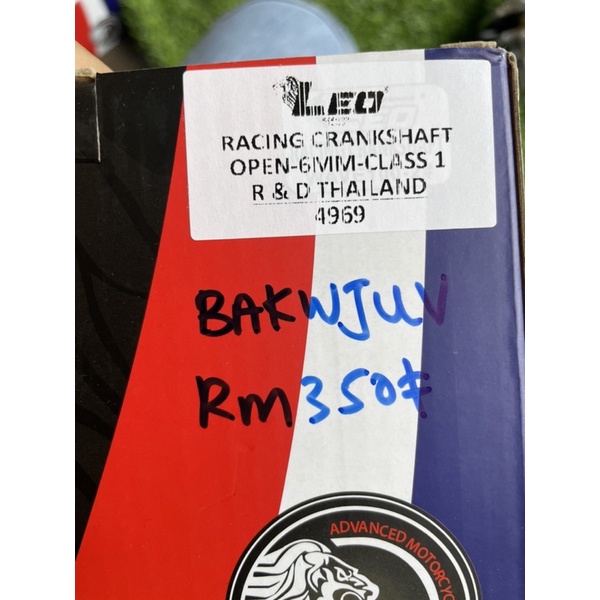 LEO
RACING CRANKSHAFT
OPEN-6MM-CLASS 1
R & D THAILAND
4969
BAKWJUV
RM350
ADVANCED MOTORCYC